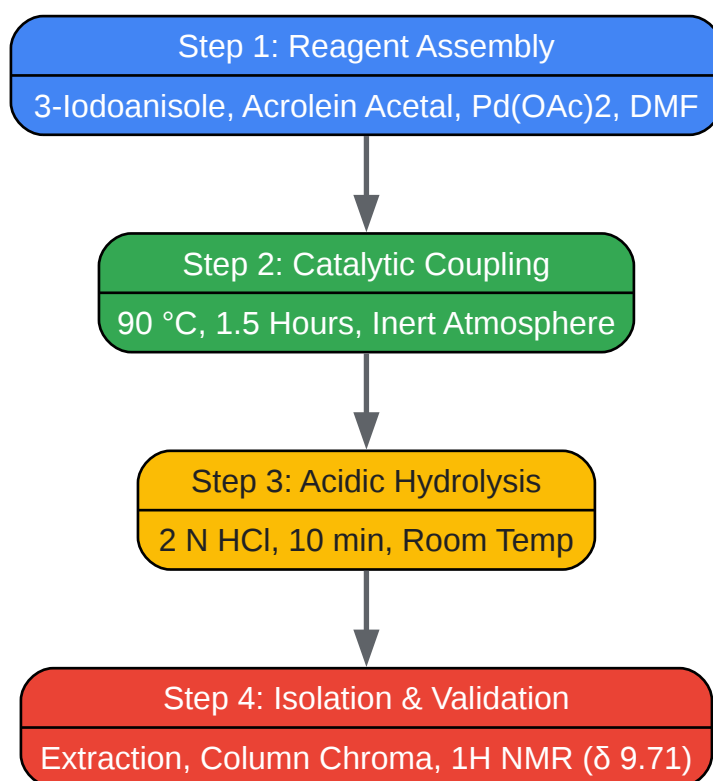 Step 1: Reagent Assembly
3-Iodoanisole, Acrolein Acetal, Pd(OAc)2, DMF
Step 2: Catalytic Coupling
90 °C, 1.5 Hours, Inert Atmosphere
Step 3: Acidic Hydrolysis
2 N HCl, 10 min, Room Temp
Step 4: Isolation & Validation
Extraction, Column Chroma, 1H NMR (δ 9.71)